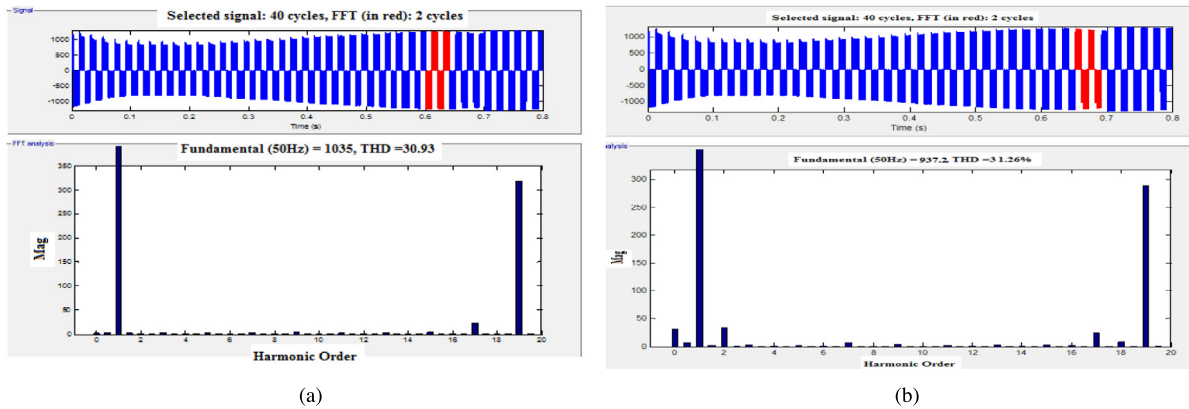 Signal
Selected signal: 40 cycles, FFT (in red): 2 cycles
1000
500
0
-500
-1000
0 0.1 0.2 0.3 0.4 0.5 0.6 0.7 0.8
Time (s)
FFT analysis
Fundamental (50Hz) = 1035, THD =30.93
350
300
250
200
150
100
50
0
Mag
0 2 4 6 8 10 12 14 16 18 20
Harmonic Order
(a)
Selected signal: 40 cycles, FFT (in red): 2 cycles
1000
500
0
-500
-1000
0 0.1 0.2 0.3 0.4 0.5 0.6 0.7 0.8
Time (s)
alysis
Fundamental (50Hz) = 937.2, THD =31.26%
300
250
200
150
100
50
0
Mag
0 2 4 6 8 10 12 14 16 18 20
Harmonic Order
(b)